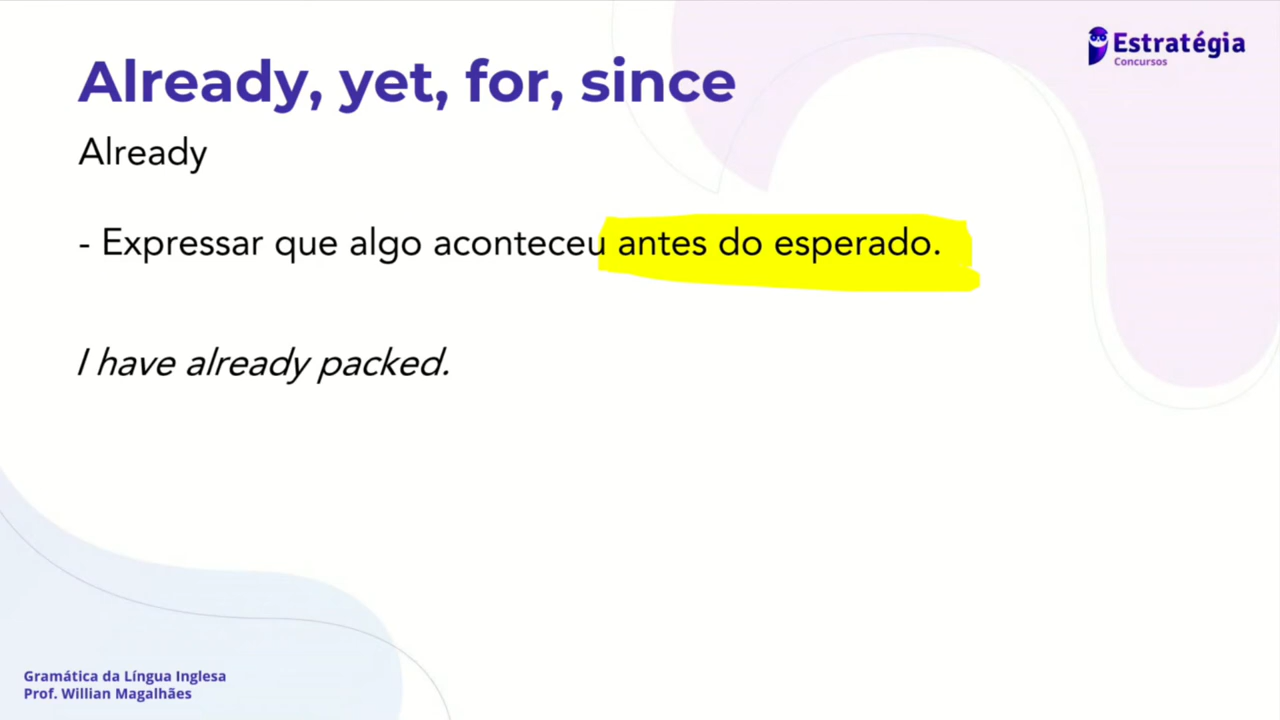 Estratégia
Concursos
Already, yet, for, since
Already
- Expressar que algo aconteceu antes do esperado.
I have already packed.
Gramática da Língua Inglesa
Prof. Willian Magalhães